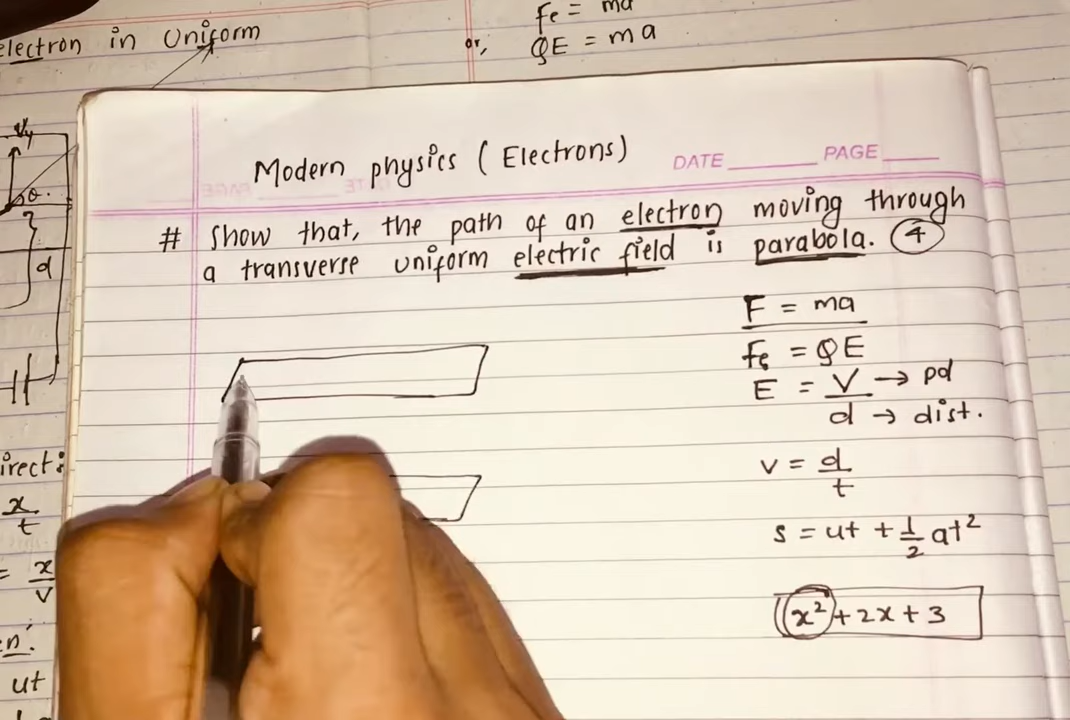 electron in Uniform
fe = ma
or, QE = ma
Vy
θ
d
Modern physics ( Electrons)
DATE PAGE
# Show that, the path of an electron moving through
a transverse uniform electric field is parabola. 4
F = ma
fe = QE
E = V/d → pd
→ dist.
v = d/t
s = ut + 1/2 at²
x² + 2x + 3
x/t
= x/v
ut